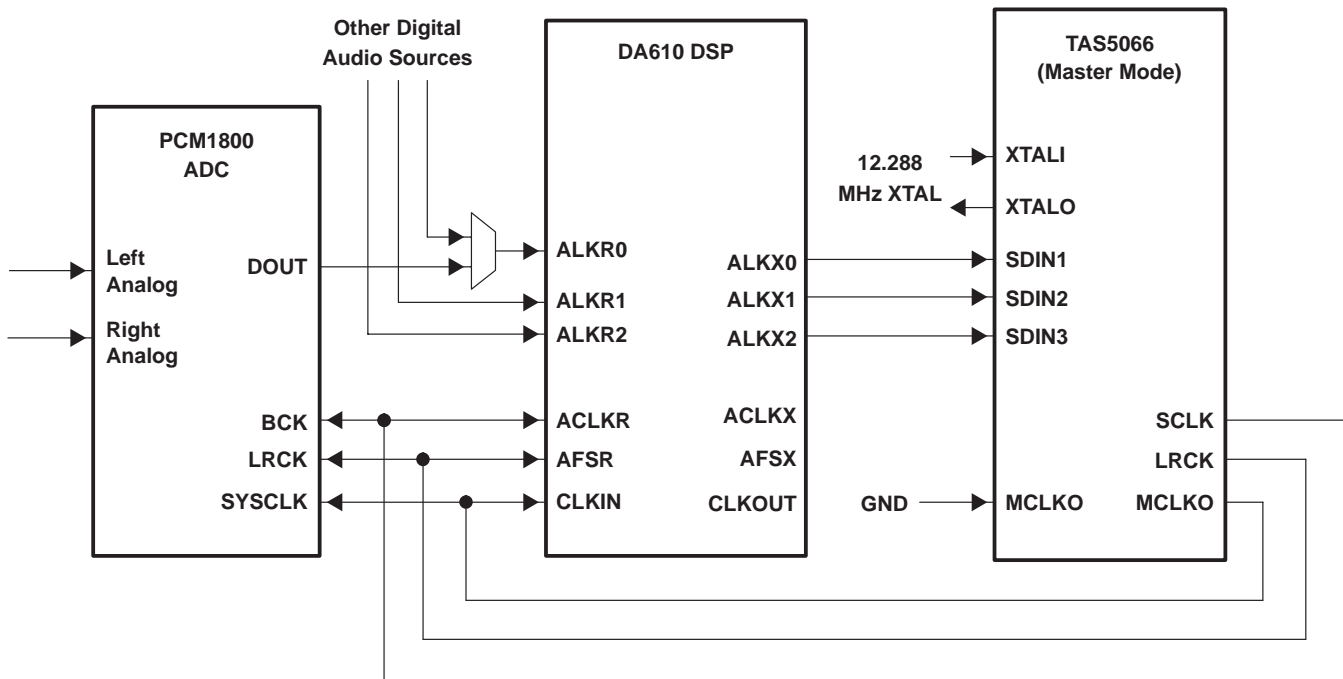 Other Digital
Audio Sources
PCM1800
ADC
Left
Analog
Right
Analog
DOUT
BCK
LRCK
SYSCLK
DA610 DSP
ALKR0
ALKR1
ALKR2
ACLKR
AFSR
CLKIN
ALKX0
ALKX1
ALKX2
ACLKX
AFSX
CLKOUT
12.288
MHz XTAL
GND
TAS5066
(Master Mode)
XTALI
XTALO
SDIN1
SDIN2
SDIN3
MCLKO
SCLK
LRCK
MCLKO